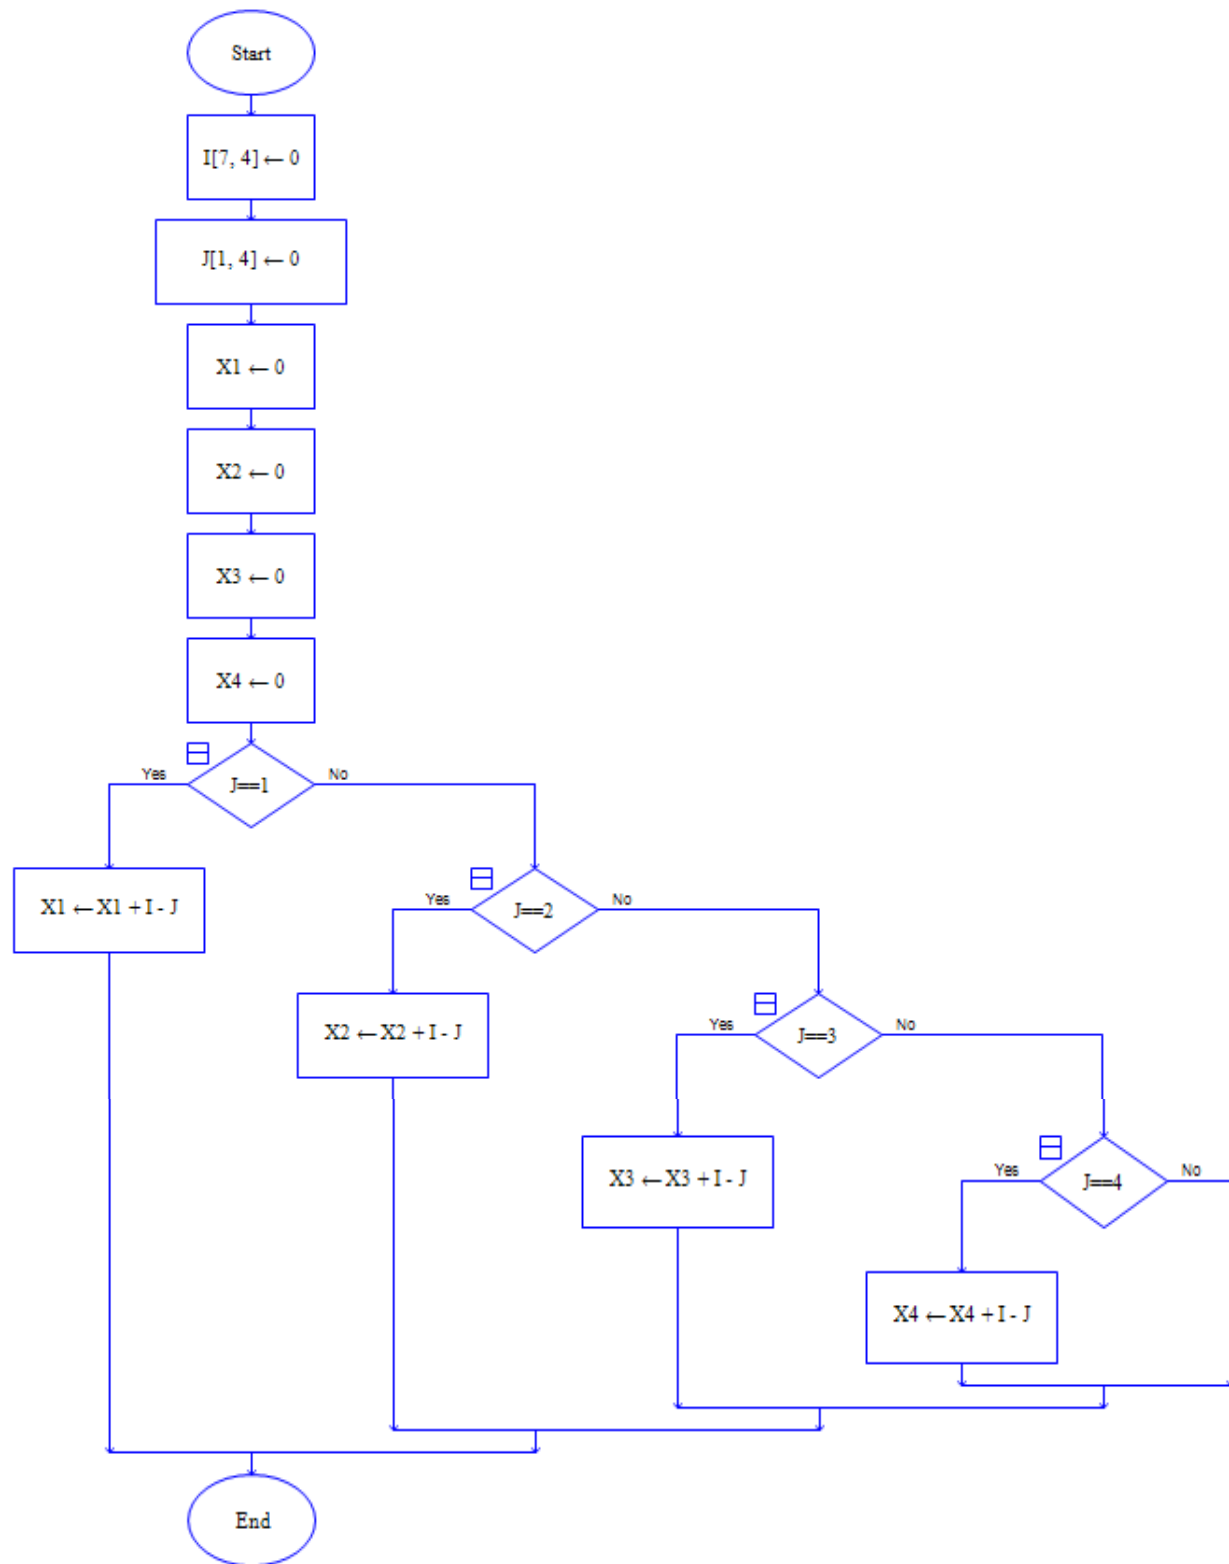 Start
I[7, 4] ← 0
J[1, 4] ← 0
X1 ← 0
X2 ← 0
X3 ← 0
X4 ← 0
Yes
J==1
No
X1 ← X1 + I - J
Yes
J==2
No
X2 ← X2 + I - J
Yes
J==3
No
X3 ← X3 + I - J
Yes
J==4
No
X4 ← X4 + I - J
End